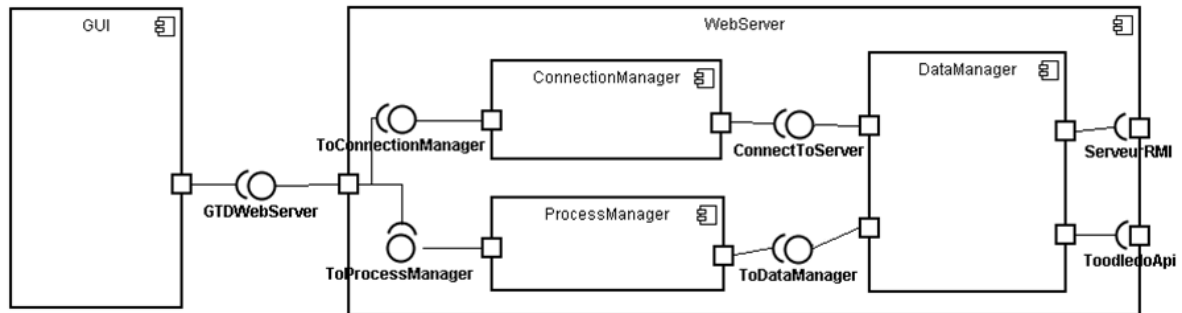 GUI
WebServer
ConnectionManager
DataManager
ToConnectionManager
ConnectToServer
ServeurRMI
GTDWebServer
ProcessManager
ToProcessManager
ToDataManager
ToodledoApi